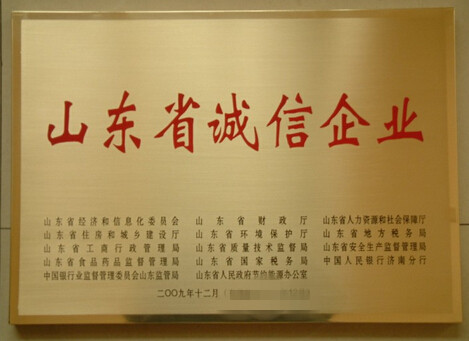 山东省诚信企业
山东省经济和信息化委员会 山东省财政厅 山东省人力资源和社会保障厅
山东省住房和城乡建设厅 山东省环境保护厅 山东省地方税务局
山东省工商行政管理局 山东省质量技术监督局 山东省安全生产监督管理局
山东省食品药品监督管理局 山东省国家税务局 中国人民银行济南分行
中国银行业监督管理委员会山东监管局 山东省人民政府节约能源办公室
二〇〇九年十二月